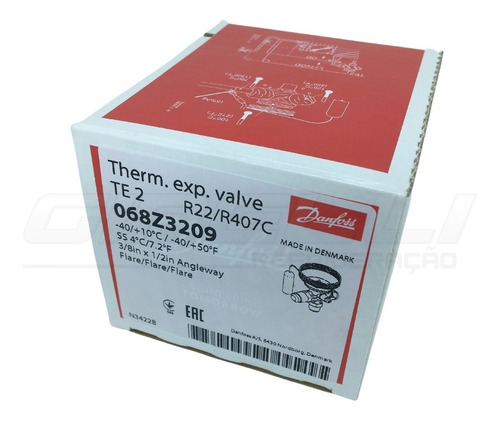 Therm. exp. valve
TE 2 R22/R407C
068Z3209
-40/+10°C / -40/+50°F
SS 4°C/7.2°F
3/8in x 1/2in Angleway
Flare/Flare/Flare
Danfoss
MADE IN DENMARK
EAC
N34228
Danfoss A/S, 6430 Nordborg, Denmark